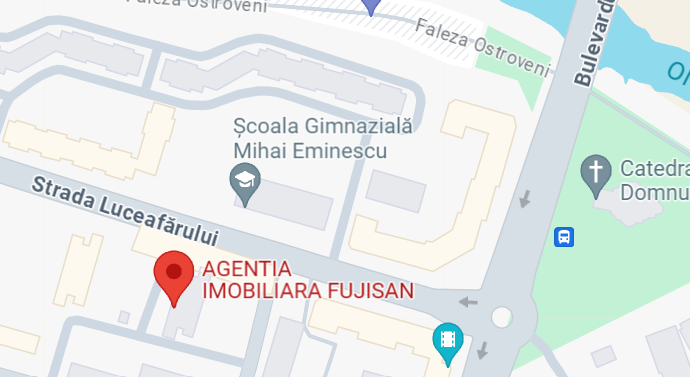 Faleza Ostroveni
Faleza Ostroveni
Bulevard
Școala Gimnazială
Mihai Eminescu
Catedra
Domnu
Strada Luceafărului
AGENTIA
IMOBILIARA FUJISAN